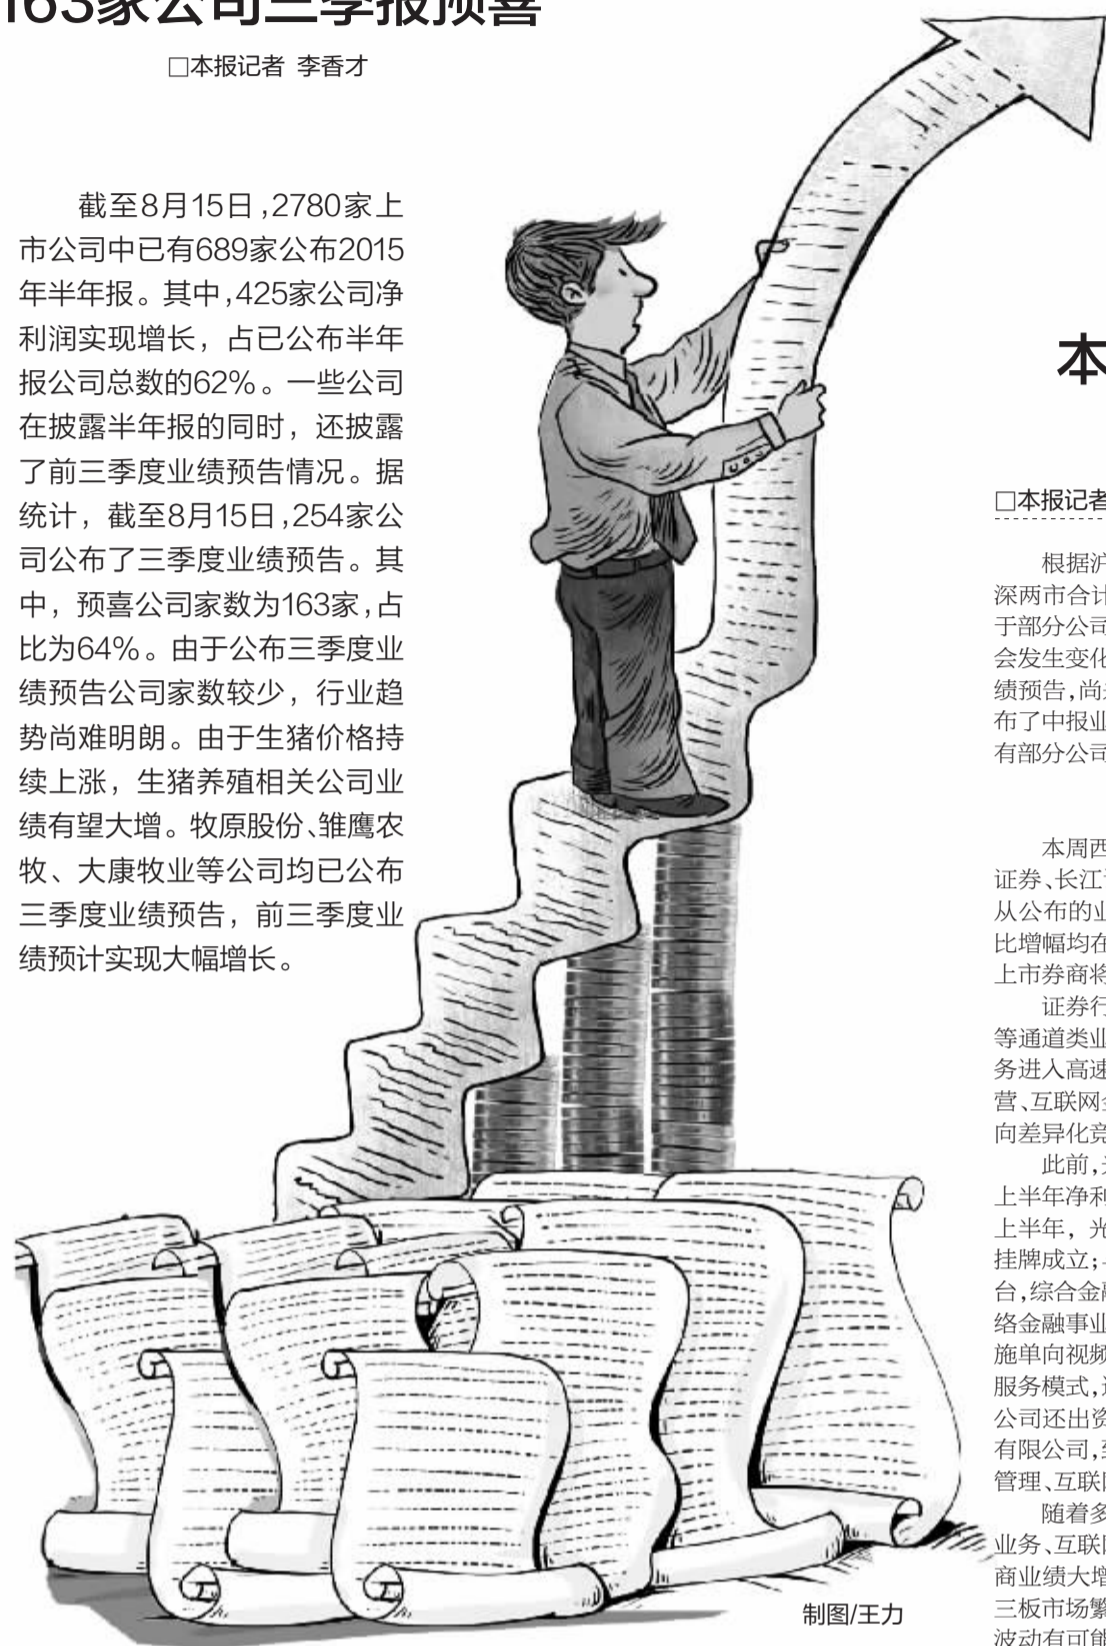 163家公司三季报预喜
□本报记者 李香才
截至8月15日,2780家上
市公司中已有689家公布2015
年半年报。其中,425家公司净
利润实现增长，占已公布半年
报公司总数的62%。一些公司
在披露半年报的同时，还披露
了前三季度业绩预告情况。据
统计，截至8月15日,254家公
司公布了三季度业绩预告。其
中，预喜公司家数为163家,占
比为64%。由于公布三季度业
绩预告公司家数较少，行业趋
势尚难明朗。由于生猪价格持
续上涨，生猪养殖相关公司业
绩有望大增。牧原股份、雏鹰农
牧、大康牧业等公司均已公布
三季度业绩预告，前三季度业
绩预计实现大幅增长。
制图/王力
本
□本报记者
根据沪
深两市合计
于部分公司
会发生变化
绩预告,尚
布了中报业
有部分公司
本周西
证券、长江
从公布的业
比增幅均在
上市券商将
证券行
等通道类业
务进入高速
营、互联网
向差异化竞
此前,
上半年净利
上半年，光
挂牌成立;
台,综合金融
络金融事业
施单向视频
服务模式,
公司还出资
有限公司,
管理、互联网
随着多
业务、互联网
商业绩大增
三板市场繁
波动有可能